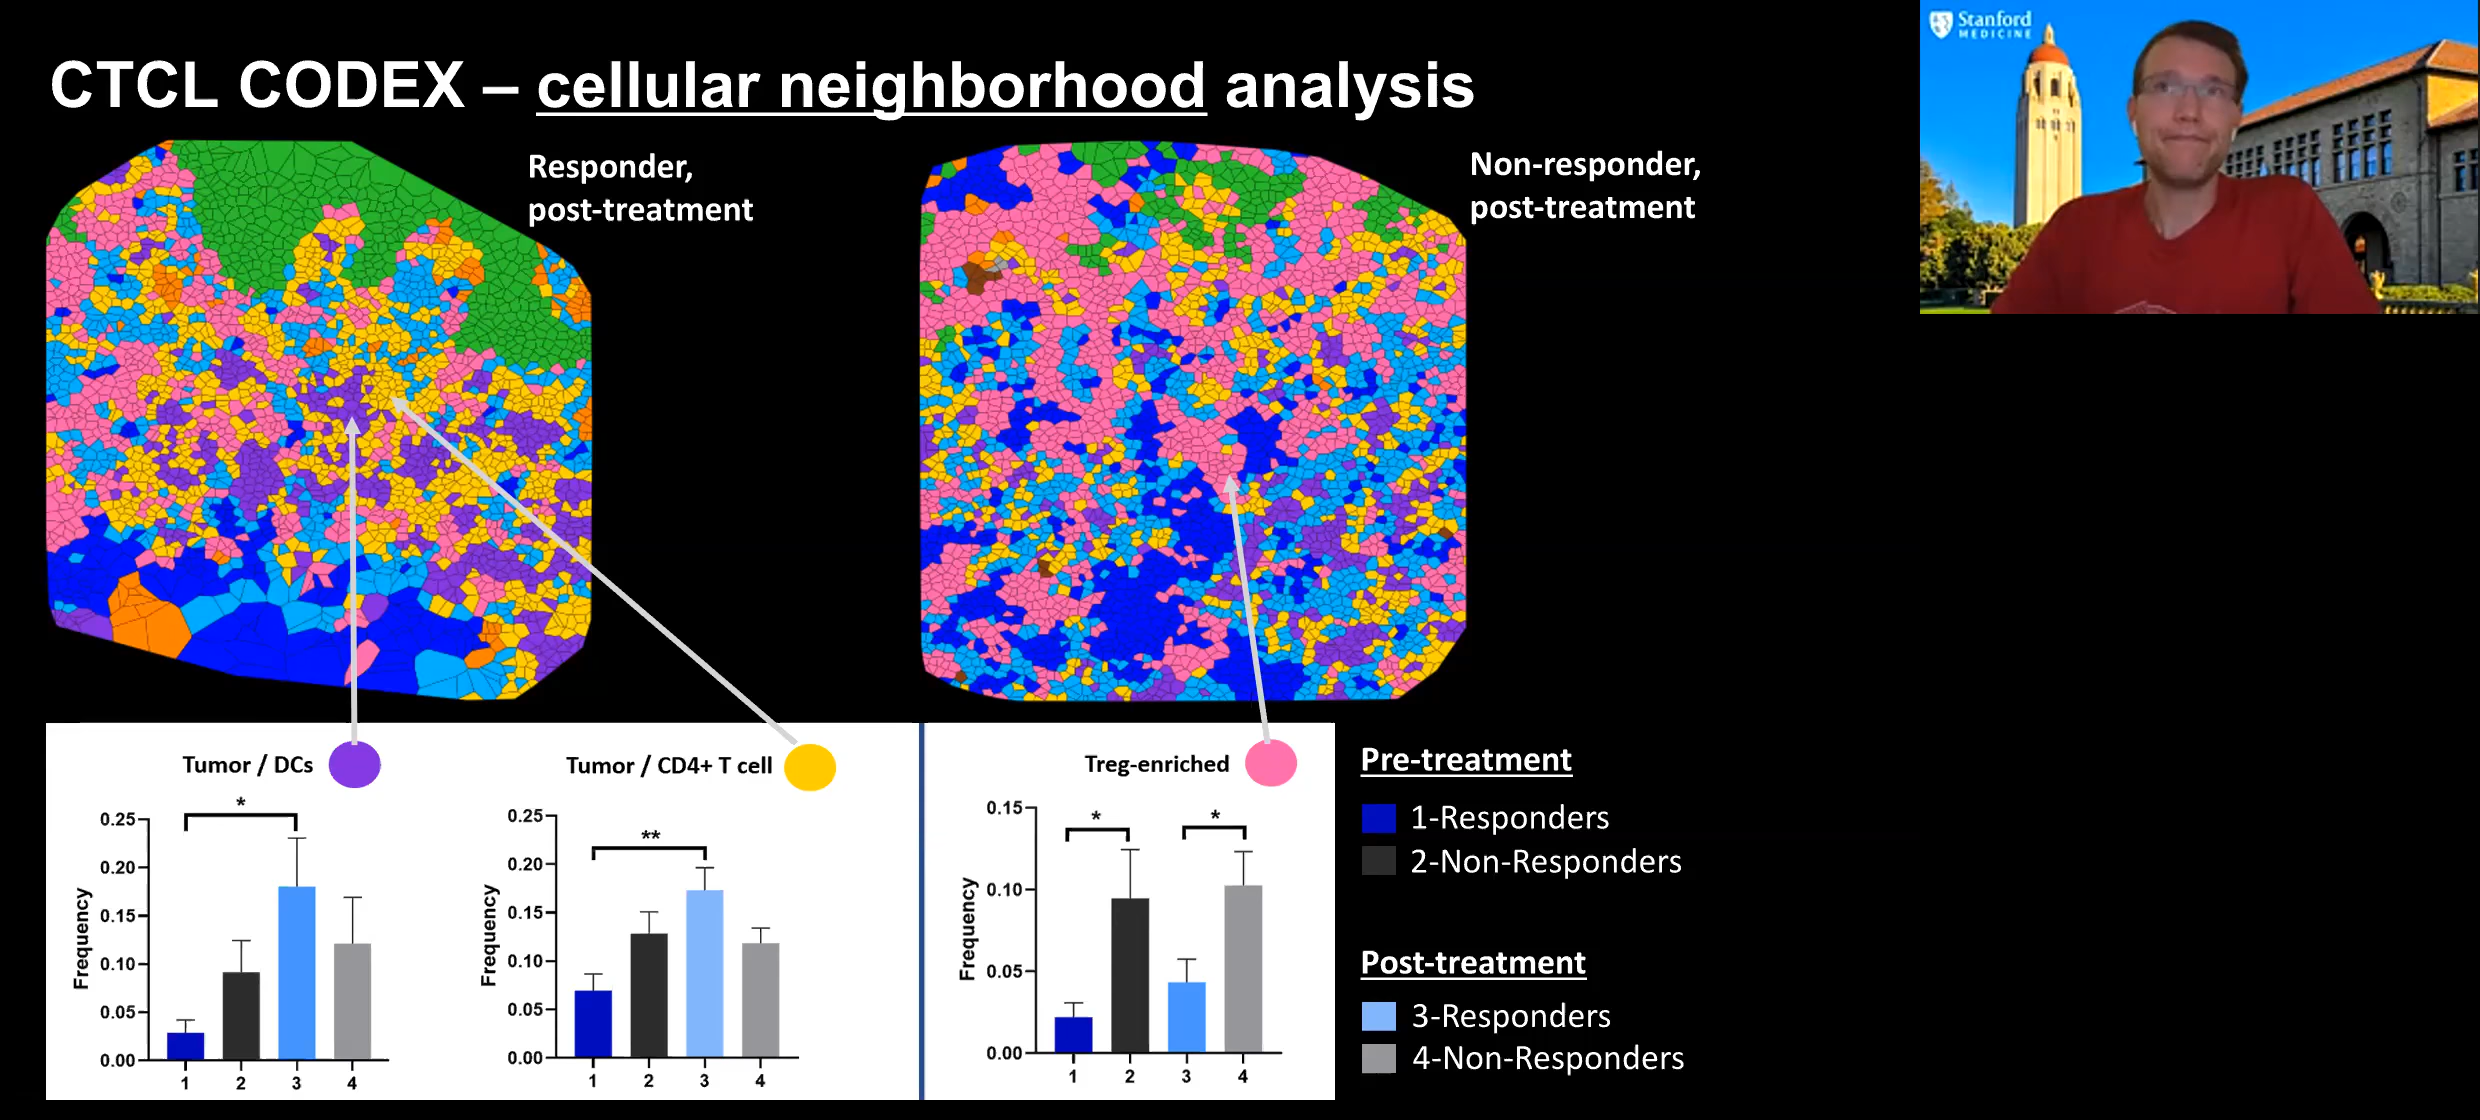 CTCL CODEX – cellular neighborhood analysis
Stanford
MEDICINE
Responder,
post-treatment
Non-responder,
post-treatment
Tumor / DCs
*
0.25
0.20
0.15
0.10
0.05
0.00
Frequency
1 2 3 4
Tumor / CD4+ T cell
**
0.25
0.20
0.15
0.10
0.05
0.00
Frequency
1 2 3 4
Treg-enriched
* *
0.15
0.10
0.05
0.00
Frequency
1 2 3 4
Pre-treatment
1-Responders
2-Non-Responders
Post-treatment
3-Responders
4-Non-Responders